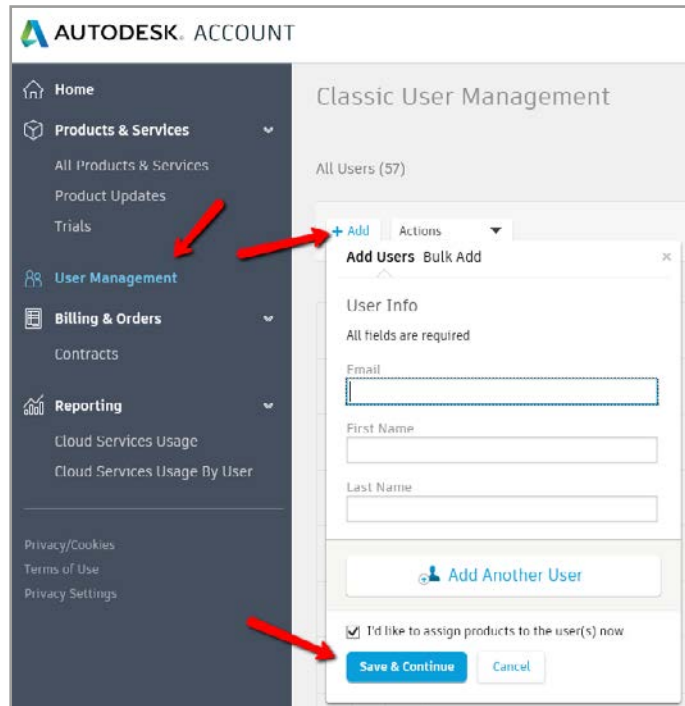 AUTODESK. ACCOUNT
Home
Products & Services
All Products & Services
Product Updates
Trials
User Management
Billing & Orders
Contracts
Reporting
Cloud Services Usage
Cloud Services Usage By User
Privacy/Cookies
Terms of Use
Privacy Settings
Classic User Management
All Users (57)
+ Add Actions
Add Users Bulk Add ×
User Info
All fields are required
Email
First Name
Last Name
Add Another User
I'd like to assign products to the user(s) now
Save & Continue Cancel